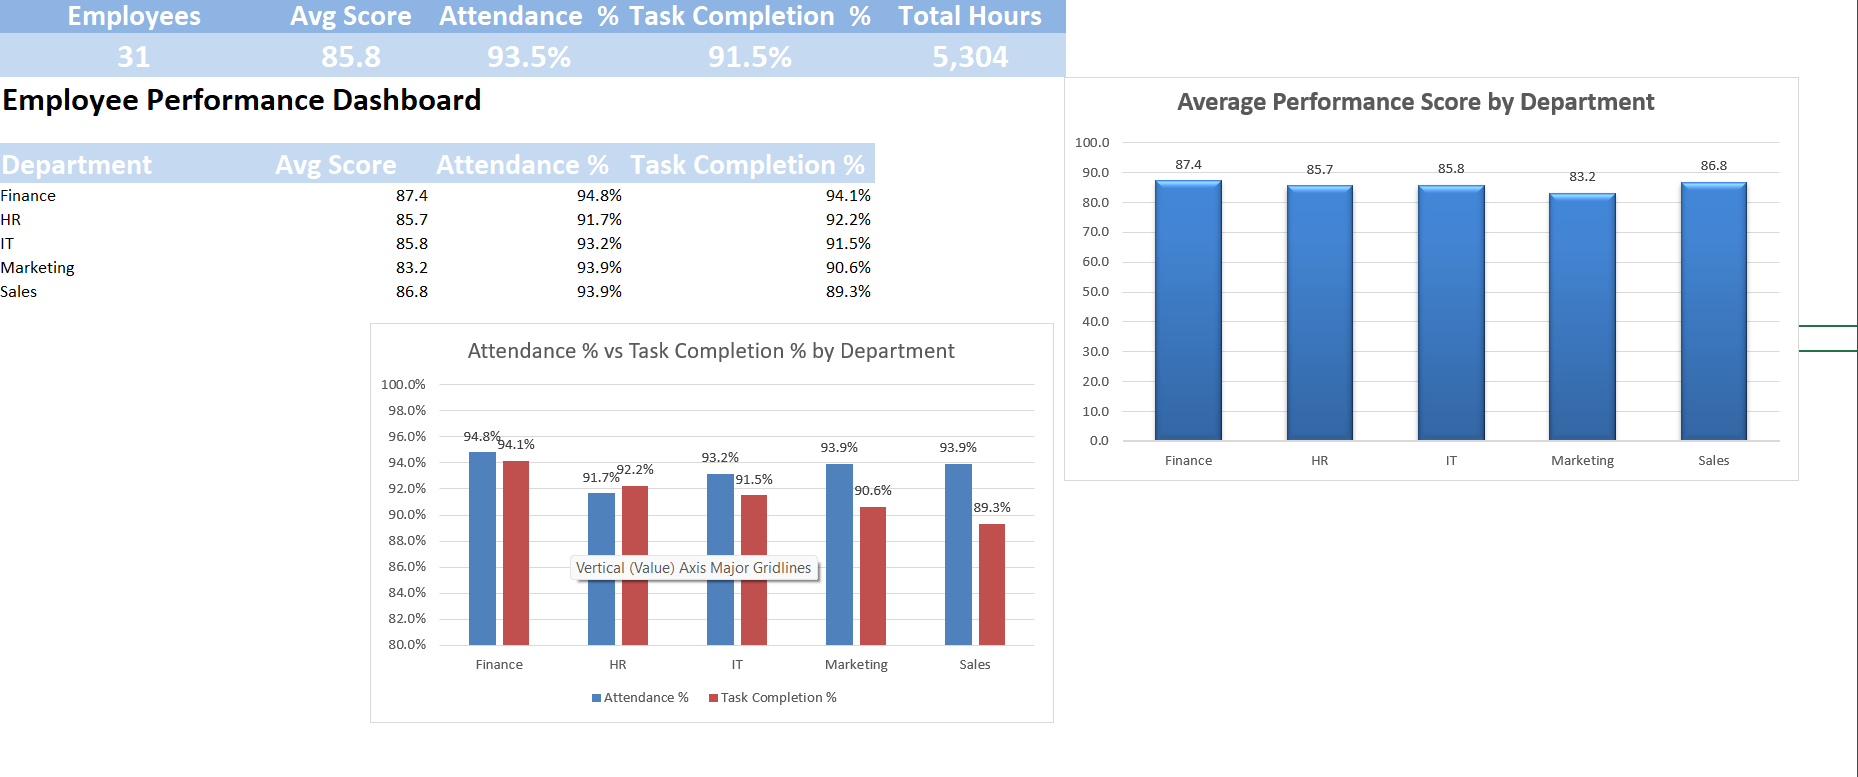 Employees Avg Score Attendance % Task Completion % Total Hours
31 85.8 93.5% 91.5% 5,304
Employee Performance Dashboard
Department Avg Score Attendance % Task Completion %
Finance 87.4 94.8% 94.1%
HR 85.7 91.7% 92.2%
IT 85.8 93.2% 91.5%
Marketing 83.2 93.9% 90.6%
Sales 86.8 93.9% 89.3%
Average Performance Score by Department
100.0
90.0
80.0
70.0
60.0
50.0
40.0
30.0
20.0
10.0
0.0
87.4 85.7 85.8 83.2 86.8
Finance HR IT Marketing Sales
Attendance % vs Task Completion % by Department
100.0%
98.0%
96.0%
94.0%
92.0%
90.0%
88.0%
86.0%
84.0%
82.0%
80.0%
94.8% 94.1% 91.7% 92.2% 93.2% 91.5% 93.9% 90.6% 93.9% 89.3%
Vertical (Value) Axis Major Gridlines
Finance HR IT Marketing Sales
Attendance % Task Completion %